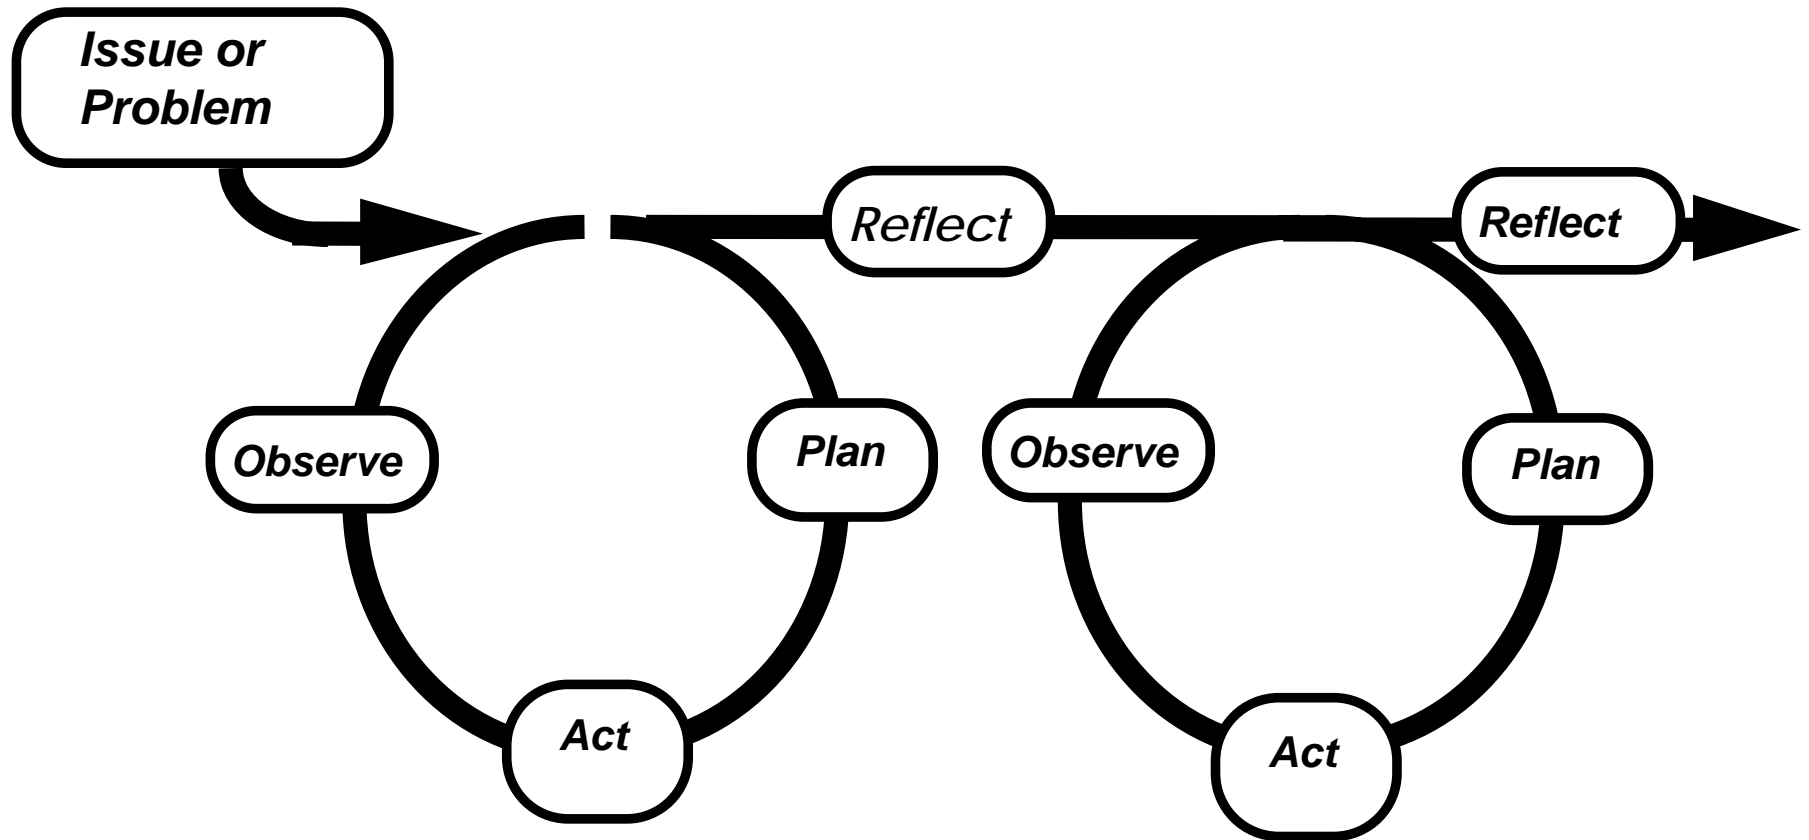 Issue or
Problem
Reflect
Reflect
Observe
Plan
Observe
Plan
Act
Act